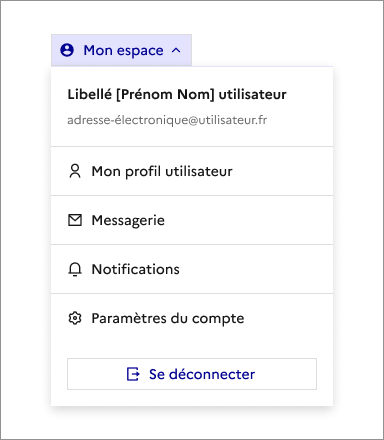 Mon espace
Libellé [Prénom Nom] utilisateur
adresse-électronique@utilisateur.fr
Mon profil utilisateur
Messagerie
Notifications
Paramètres du compte
Se déconnecter